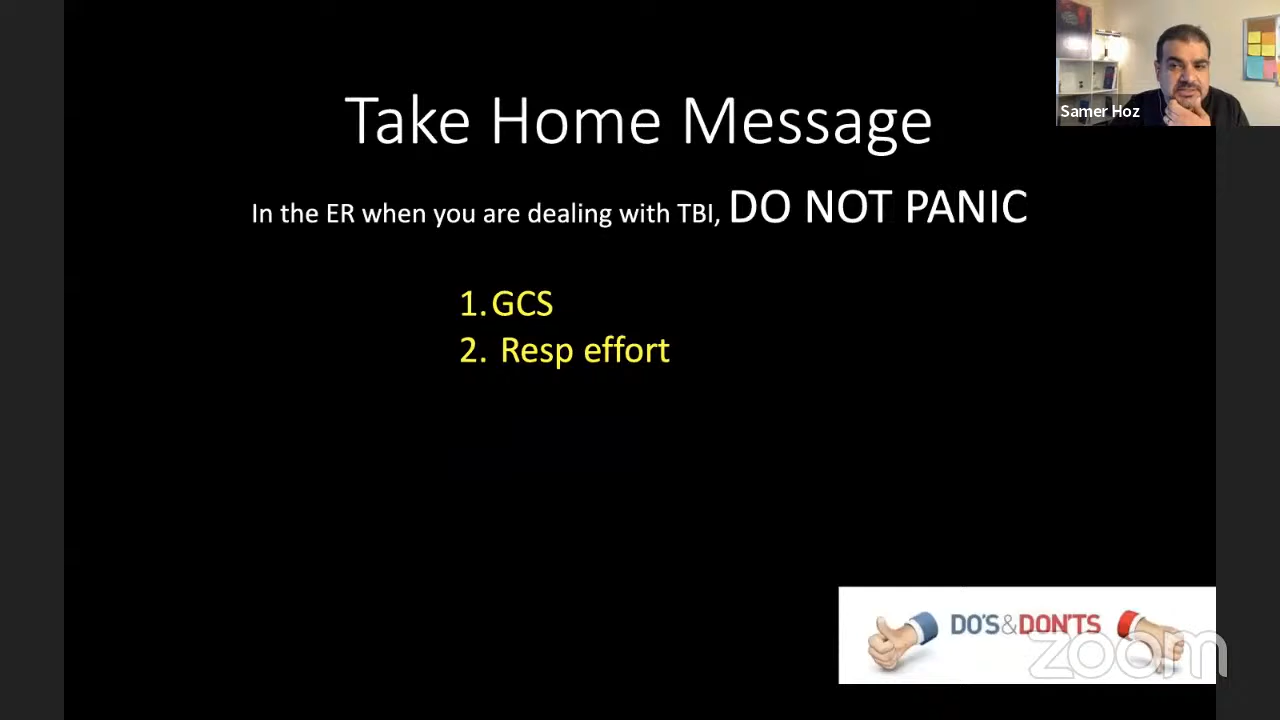 Samer Hoz
Take Home Message
In the ER when you are dealing with TBI, DO NOT PANIC
1. GCS
2. Resp effort
DO'S & DON'TS
zoom